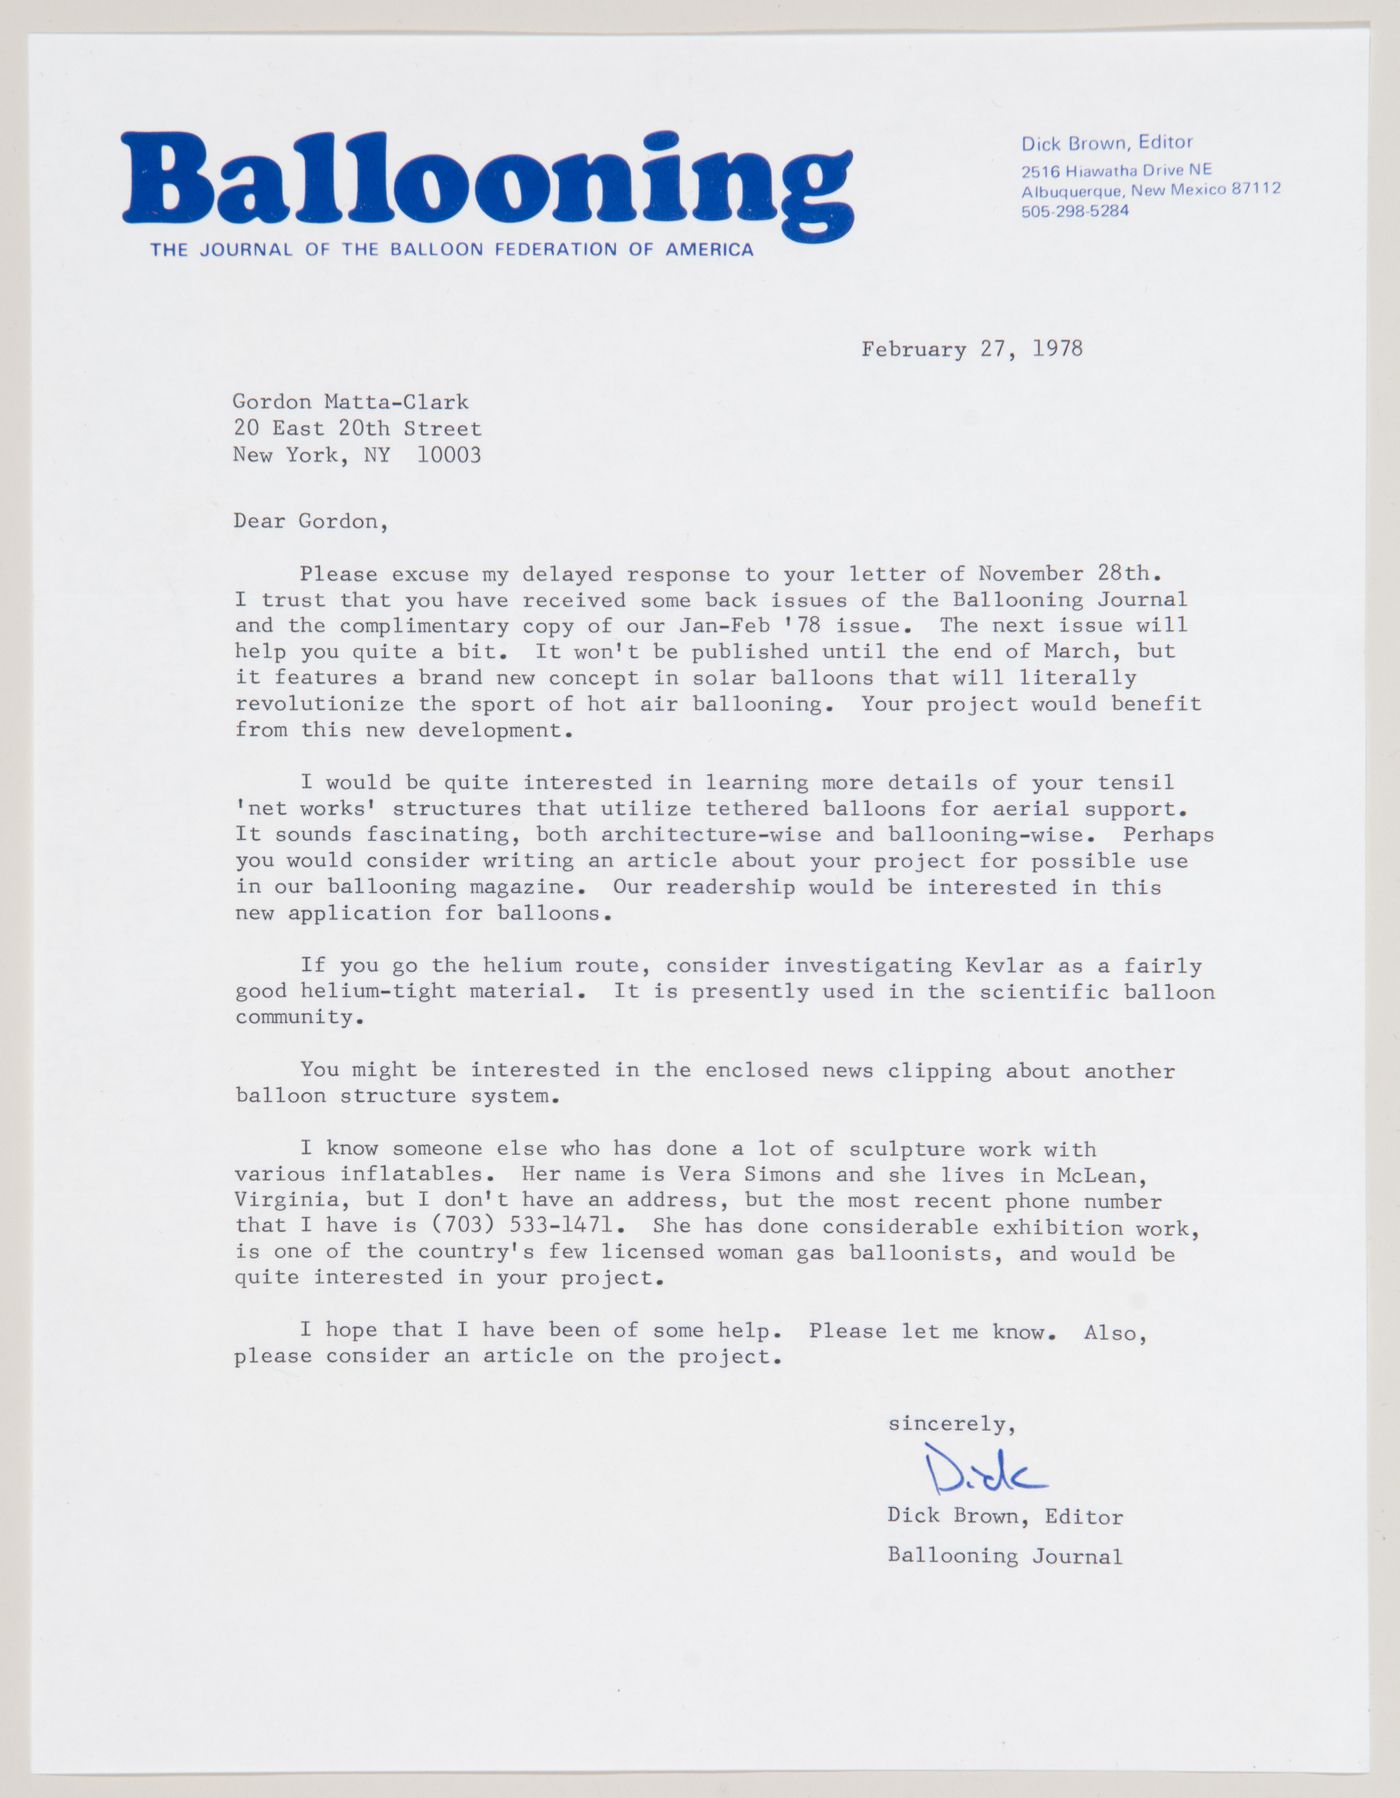 Ballooning
THE JOURNAL OF THE BALLOON FEDERATION OF AMERICA
Dick Brown, Editor
2516 Hiawatha Drive NE
Albuquerque, New Mexico 87112
505-298-5284
February 27, 1978
Gordon Matta-Clark
20 East 20th Street
New York, NY  10003
Dear Gordon,
Please excuse my delayed response to your letter of November 28th.
I trust that you have received some back issues of the Ballooning Journal
and the complimentary copy of our Jan-Feb '78 issue.  The next issue will
help you quite a bit.  It won't be published until the end of March, but
it features a brand new concept in solar balloons that will literally
revolutionize the sport of hot air ballooning.  Your project would benefit
from this new development.
I would be quite interested in learning more details of your tensil
'net works' structures that utilize tethered balloons for aerial support.
It sounds fascinating, both architecture-wise and ballooning-wise.  Perhaps
you would consider writing an article about your project for possible use
in our ballooning magazine.  Our readership would be interested in this
new application for balloons.
If you go the helium route, consider investigating Kevlar as a fairly
good helium-tight material.  It is presently used in the scientific balloon
community.
You might be interested in the enclosed news clipping about another
balloon structure system.
I know someone else who has done a lot of sculpture work with
various inflatables.  Her name is Vera Simons and she lives in McLean,
Virginia, but I don't have an address, but the most recent phone number
that I have is (703) 533-1471.  She has done considerable exhibition work,
is one of the country's few licensed woman gas balloonists, and would be
quite interested in your project.
I hope that I have been of some help.  Please let me know.  Also,
please consider an article on the project.
sincerely,
Dick
Dick Brown, Editor
Ballooning Journal